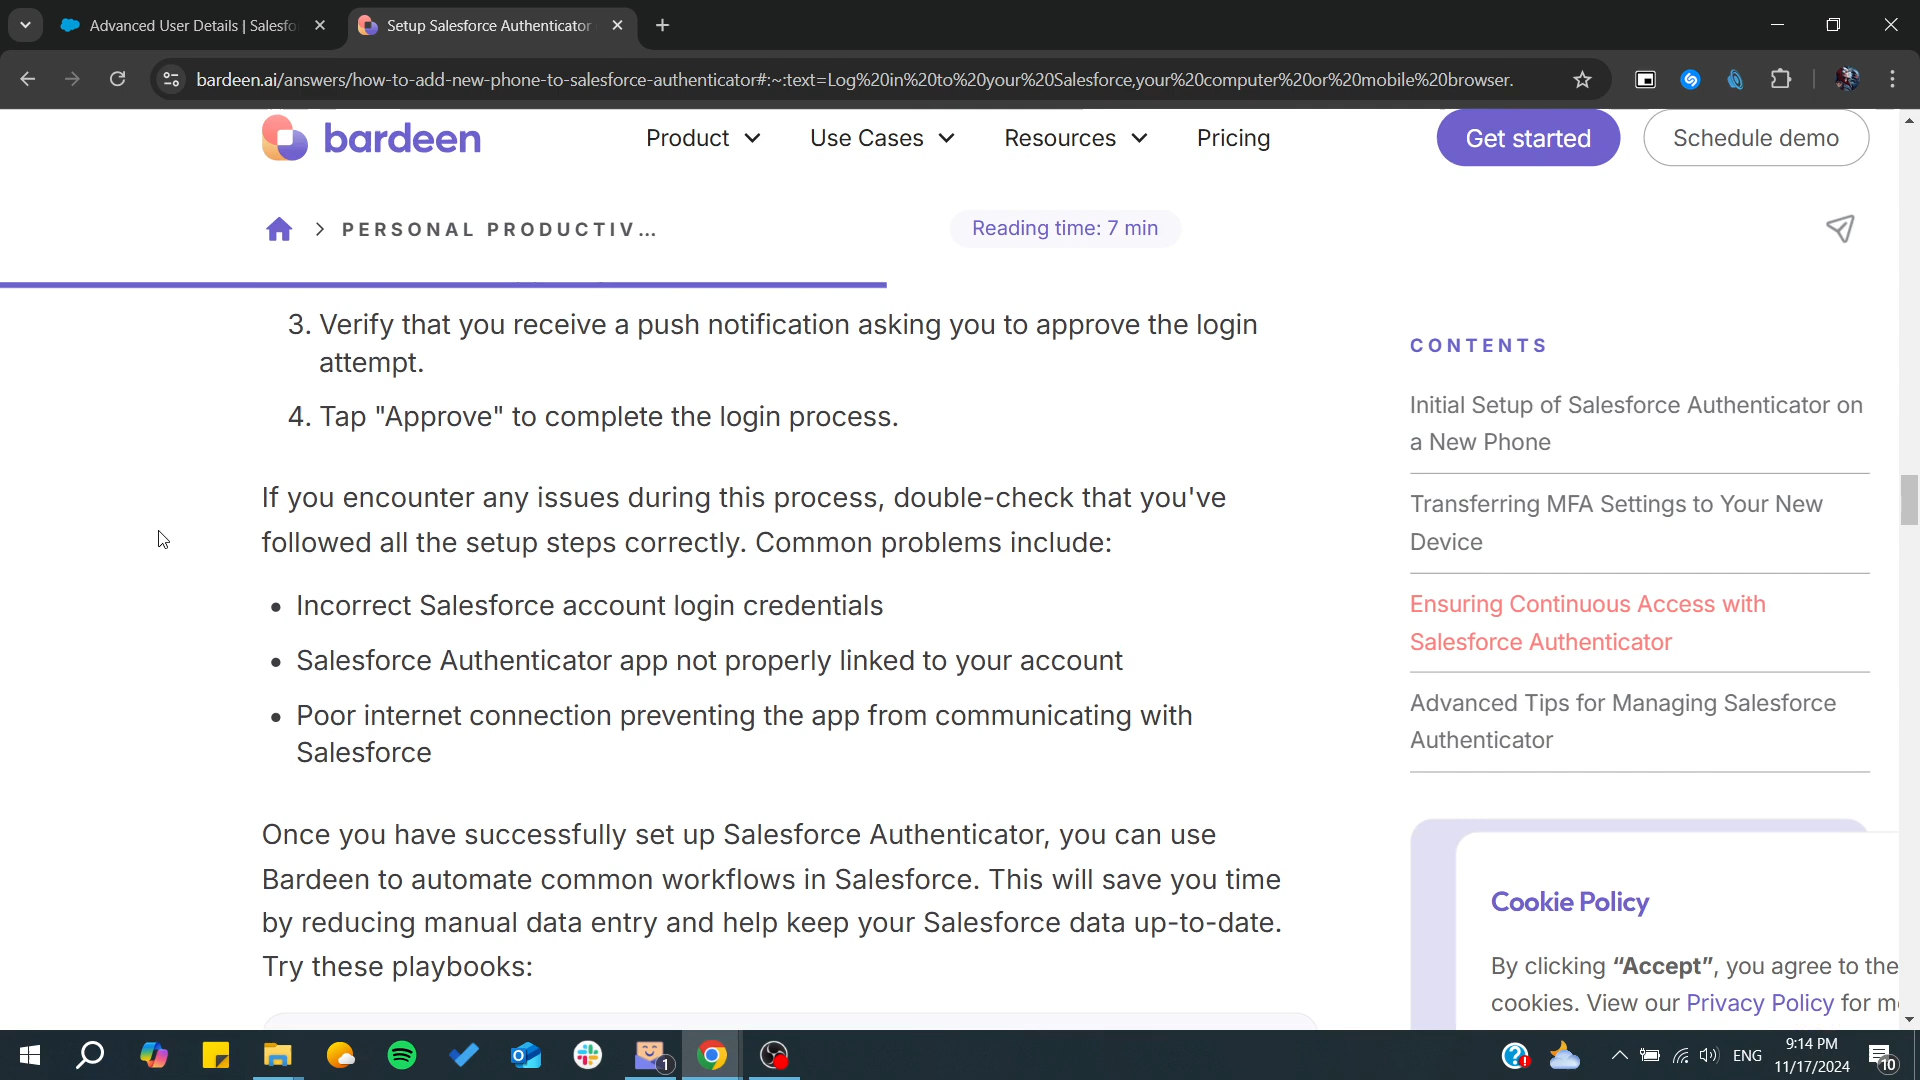 Advanced User Details | Salesfo
Setup Salesforce Authenticator
bardeen.ai/answers/how-to-add-new-phone-to-salesforce-authenticator#:~:text=Log%20in%20to%20your%20Salesforce,your%20computer%20or%20mobile%20browser.
bardeen
Product
Use Cases
Resources
Pricing
Get started
Schedule demo
PERSONAL PRODUCTIV...
Reading time: 7 min
3. Verify that you receive a push notification asking you to approve the login
attempt.
4. Tap "Approve" to complete the login process.
If you encounter any issues during this process, double-check that you've
followed all the setup steps correctly. Common problems include:
• Incorrect Salesforce account login credentials
• Salesforce Authenticator app not properly linked to your account
• Poor internet connection preventing the app from communicating with
Salesforce
Once you have successfully set up Salesforce Authenticator, you can use
Bardeen to automate common workflows in Salesforce. This will save you time
by reducing manual data entry and help keep your Salesforce data up-to-date.
Try these playbooks:
CONTENTS
Initial Setup of Salesforce Authenticator on
a New Phone
Transferring MFA Settings to Your New
Device
Ensuring Continuous Access with
Salesforce Authenticator
Advanced Tips for Managing Salesforce
Authenticator
Cookie Policy
By clicking “Accept”, you agree to the
cookies. View our Privacy Policy for m
1
ENG
9:14 PM
11/17/2024
10